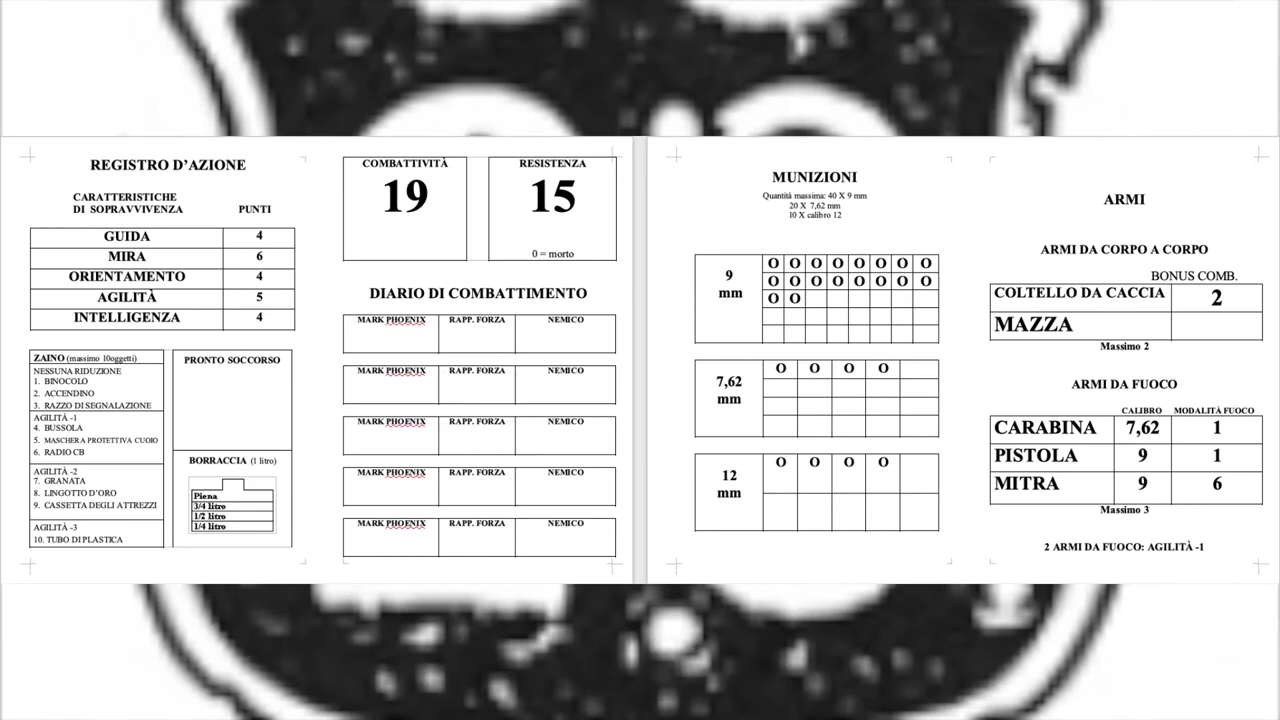 REGISTRO D'AZIONE
CARATTERISTICHE
DI SOPRAVVIVENZA PUNTI
GUIDA 4
MIRA 6
ORIENTAMENTO 4
AGILITÀ 5
INTELLIGENZA 4
ZAINO (massimo 10oggetti)
NESSUNA RIDUZIONE
1. BINOCOLO
2. ACCENDINO
3. RAZZO DI SEGNALAZIONE
AGILITÀ -1
4. BUSSOLA
5. MASCHERA PROTETTIVA CUOIO
6. RADIO CB
AGILITÀ -2
7. GRANATA
8. LINGOTTO D'ORO
9. CASSETTA DEGLI ATTREZZI
AGILITÀ -3
10. TUBO DI PLASTICA
PRONTO SOCCORSO
BORRACCIA (1 litro)
Piena
3/4 litro
1/2 litro
1/4 litro
COMBATTIVITÀ
19
RESISTENZA
15
0 = morto
DIARIO DI COMBATTIMENTO
MARK PHOENIX RAPP. FORZA NEMICO
MARK PHOENIX RAPP. FORZA NEMICO
MARK PHOENIX RAPP. FORZA NEMICO
MARK PHOENIX RAPP. FORZA NEMICO
MARK PHOENIX RAPP. FORZA NEMICO
MUNIZIONI
Quantità massima: 40 X 9 mm
20 X 7,62 mm
10 X calibro 12
9
mm
O O O O O O O O
O O O O O O O O
O O
7,62
mm
O O O O
12
mm
O O O O
ARMI
ARMI DA CORPO A CORPO
BONUS COMB.
COLTELLO DA CACCIA 2
MAZZA
Massimo 2
ARMI DA FUOCO
CALIBRO MODALITÀ FUOCO
CARABINA 7,62 1
PISTOLA 9 1
MITRA 9 6
Massimo 3
2 ARMI DA FUOCO: AGILITÀ -1